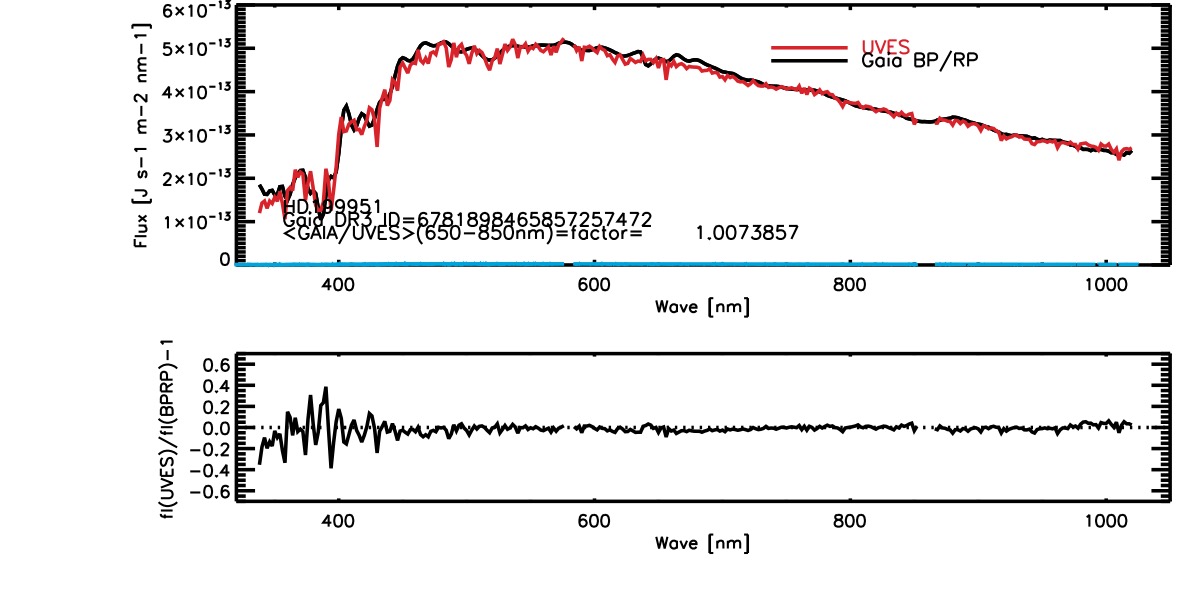 6×10−13
5×10−13
4×10−13
3×10−13
2×10−13
1×10−13
0
Flux [J s−1 m−2 nm−1]
UVES
Gaia BP/RP
HD.199951
Gaia DR3 ID=6781898465857257472
<GAIA/UVES>(650−850nm)=factor= 1.0073857
400 600 800 1000
Wave [nm]
fl(UVES)/fl(BPRP)−1
0.6
0.4
0.2
0.0
−0.2
−0.4
−0.6
400 600 800 1000
Wave [nm]